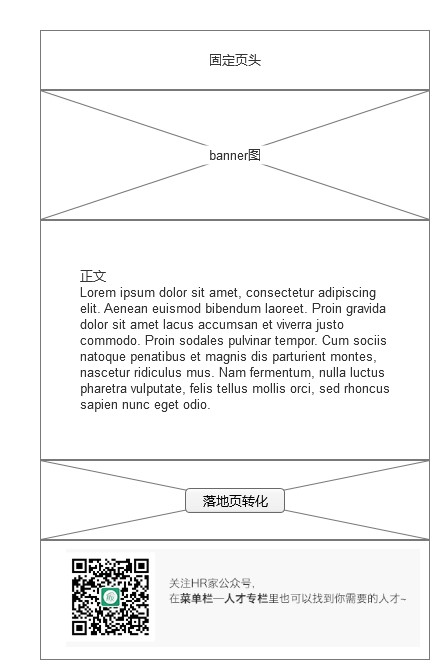 固定页头
banner图
正文
Lorem ipsum dolor sit amet, consectetur adipiscing
elit. Aenean euismod bibendum laoreet. Proin gravida
dolor sit amet lacus accumsan et viverra justo
commodo. Proin sodales pulvinar tempor. Cum sociis
natoque penatibus et magnis dis parturient montes,
nascetur ridiculus mus. Nam fermentum, nulla luctus
pharetra vulputate, felis tellus mollis orci, sed rhoncus
sapien nunc eget odio.
落地页转化
关注HR家公众号,
在菜单栏—人才专栏里也可以找到你需要的人才~